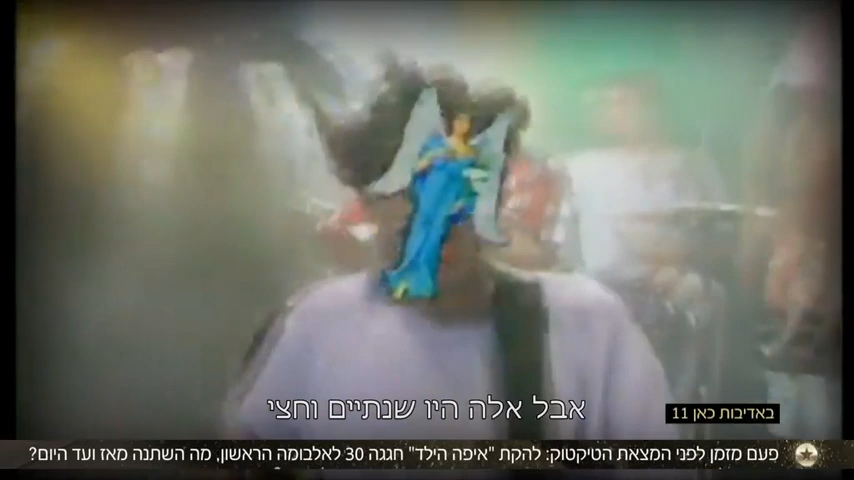 אבל אלה היו שנתיים וחצי
באדיבות כאן 11
פעם מזמן לפני המצאת הטיקטוק: להקת "איפה הילד" חגגה 30 לאלבומה הראשון, מה השתנה מאז ועד היום?